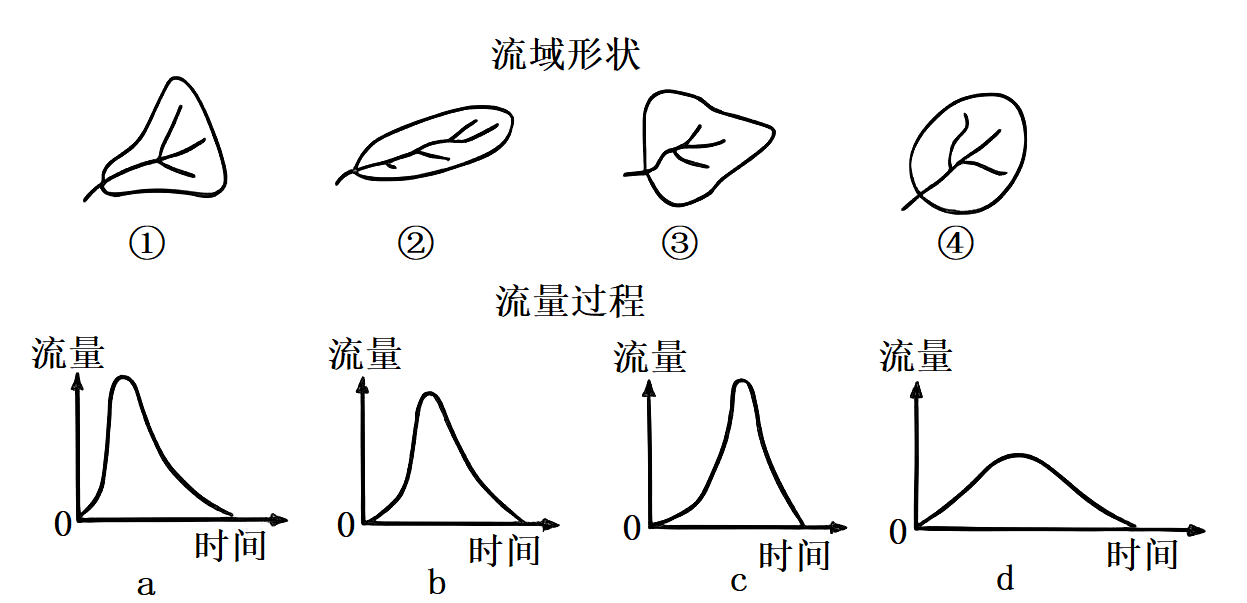 流域形状
① ② ③ ④
流量过程
流量 流量 流量 流量
0 0 0 0
时间 时间 时间 时间
a b c d